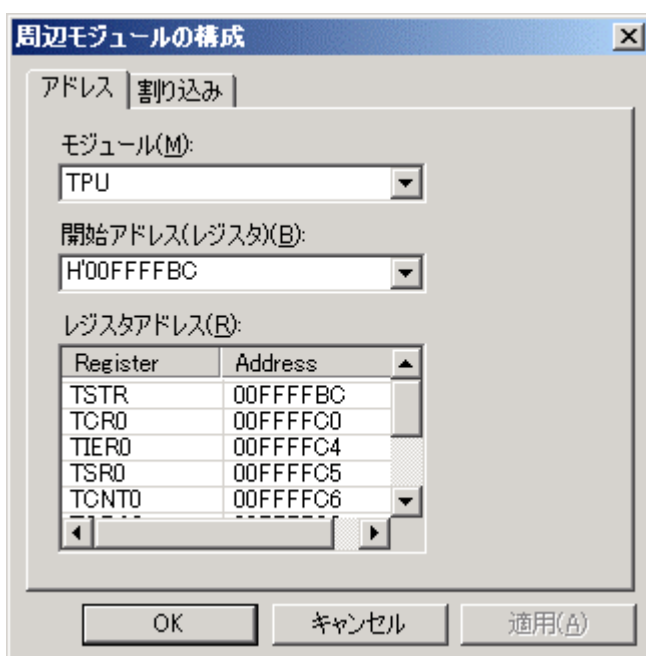 周辺モジュールの構成
アドレス 割り込み
モジュール(M):
TPU
開始アドレス(レジスタ)(B):
H'00FFFFBC
レジスタアドレス(R):
Register Address
TSTR 00FFFFBC
TCR0 00FFFFC0
TIER0 00FFFFC4
TSR0 00FFFFC5
TCNT0 00FFFFC6
OK キャンセル 適用(A)